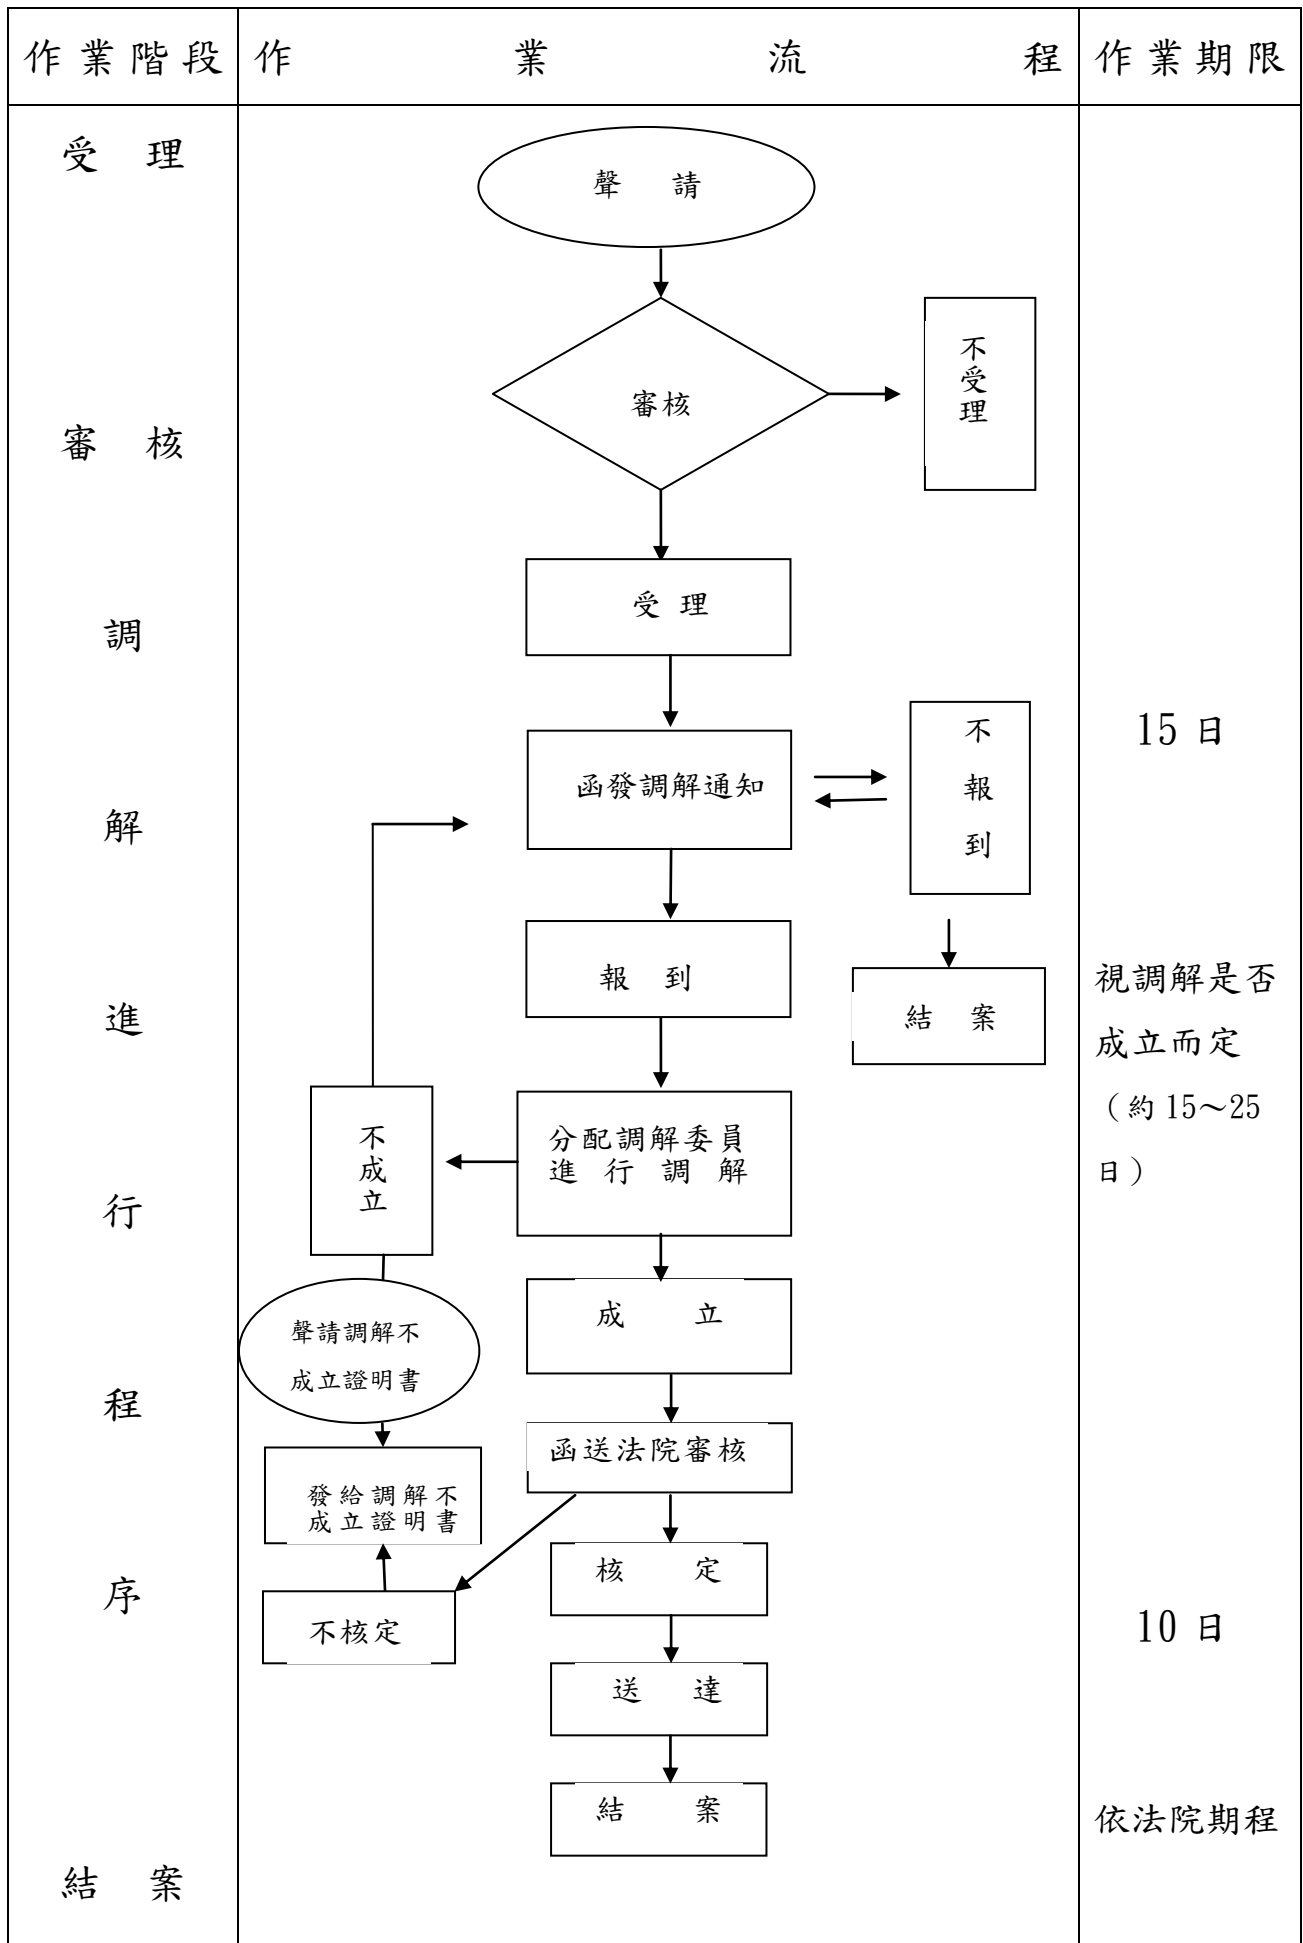 作業階段
作業流程
作業期限
受理
聲請
審核
審核
不受理
受理
調解進行程序
函發調解通知
不報到
15日
報到
結案
視調解是否
成立而定
（約15～25
日）
分配調解委員
進行調解
不成立
成立
聲請調解不
成立證明書
函送法院審核
發給調解不
成立證明書
核定
不核定
10日
送達
結案
依法院期程
結案